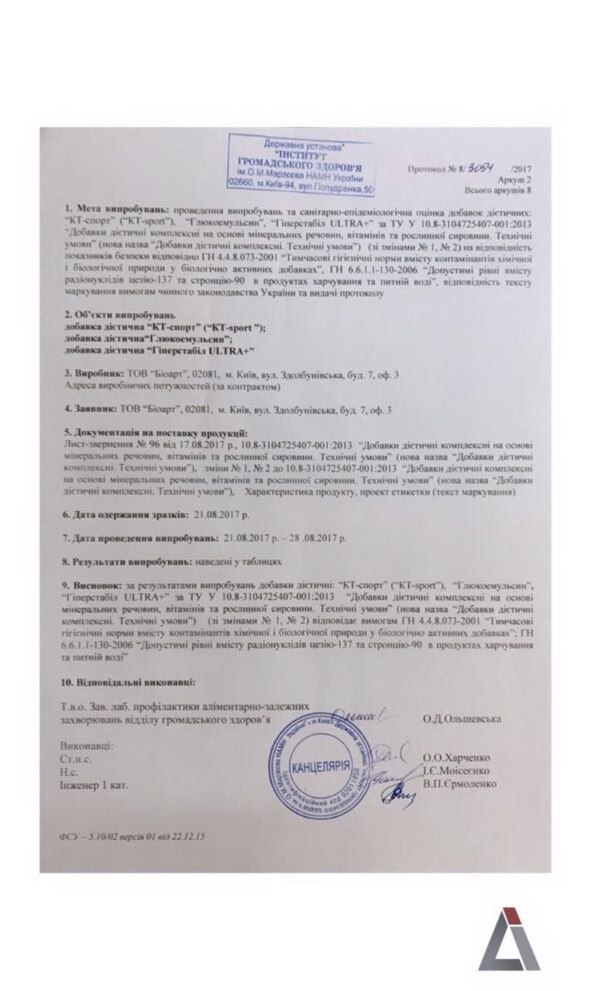 Державна установа"
"ІНСТИТУТ
ГРОМАДСЬКОГО ЗДОРОВ'Я
ім.О.М.Марзєєва НАМН України
02660, м.Київ-94, вул.Попудренка,50
Протокол № 8/3054 /2017
Аркуш 2
Всього аркушів 8
1. Мета випробувань: проведення випробувань та санітарно-епідеміологічна оцінка добавок дієтичних:
"КТ-спорт" ("KT-sport"), "Глюкоемульсин", "Гіперстабіл ULTRA+" за ТУ У 10.8-3104725407-001:2013
"Добавки дієтичні комплексні на основі мінеральних речовин, вітамінів та рослинної сировини. Технічні
умови" (нова назва "Добавки дієтичні комплексні. Технічні умови") (зі змінами № 1, № 2) на відповідність
показників безпеки відповідно ГН 4.4.8.073-2001 "Тимчасові гігієнічні норми вмісту контамінантів хімічної
і біологічної природи у біологічно активних добавках", ГН 6.6.1.1-130-2006 "Допустимі рівні вмісту
радіонуклідів цезію-137 та стронцію-90 в продуктах харчування та питній воді", відповідність тексту
маркування вимогам чинного законодавства України та видачі протоколу
2. Об'єкти випробувань
добавка дієтична "КТ-спорт" ("KT-sport ");
добавка дієтична"Глюкоемульсин";
добавка дієтична "Гіперстабіл ULTRA+"
3. Виробник: ТОВ "Біоарт", 02081, м. Київ, вул. Здолбунівська, буд. 7, оф. 3
Адреса виробничих потужностей (за контрактом)
4. Заявник: ТОВ "Біоарт", 02081, м. Київ, вул. Здолбунівська, буд. 7, оф. 3
5. Документація на поставку продукції:
Лист-звернення № 96 від 17.08.2017 р., 10.8-3104725407-001:2013 "Добавки дієтичні комплексні на основі
мінеральних речовин, вітамінів та рослинної сировини. Технічні умови" (нова назва "Добавки дієтичні
комплексні. Технічні умови"), зміни № 1, № 2 до 10.8-3104725407-001:2013 "Добавки дієтичні комплексні
на основі мінеральних речовин, вітамінів та рослинної сировини. Технічні умови" (нова назва "Добавки
дієтичні комплексні. Технічні умови"), Характеристика продукту, проект етикетки (текст маркування)
6. Дата одержання зразків: 21.08.2017 р.
7. Дата проведення випробувань: 21.08.2017 р. – 28 .08.2017 р.
8. Результати випробувань: наведені у таблицях
9. Висновок: за результатами випробувань добавки дієтичні: "КТ-спорт" ("KT-sport"), "Глюкоемульсин",
"Гіперстабіл ULTRA+" за ТУ У 10.8-3104725407-001:2013 "Добавки дієтичні комплексні на основі
мінеральних речовин, вітамінів та рослинної сировини. Технічні умови" (нова назва "Добавки дієтичні
комплексні. Технічні умови") (зі змінами № 1, № 2) відповідає вимогам ГН 4.4.8.073-2001 "Тимчасові
гігієнічні норми вмісту контамінантів хімічної і біологічної природи у біологічно активних добавках"; ГН
6.6.1.1-130-2006 "Допустимі рівні вмісту радіонуклідів цезію-137 та стронцію-90 в продуктах харчування
та питній воді"
10. Відповідальні виконавці:
Т.в.о. Зав. лаб. профілактики аліментарно-залежних
захворювань відділу громадського здоров'я О.Д.Ольшевська
Виконавці:
Ст.н.с. О.О.Харченко
Н.с. І.Є.Моісеєнко
Інженер 1 кат. В.П.Єрмоленко
КАНЦЕЛЯРІЯ
ФСУ – 5.10/02 версія 01 від 22.12.15